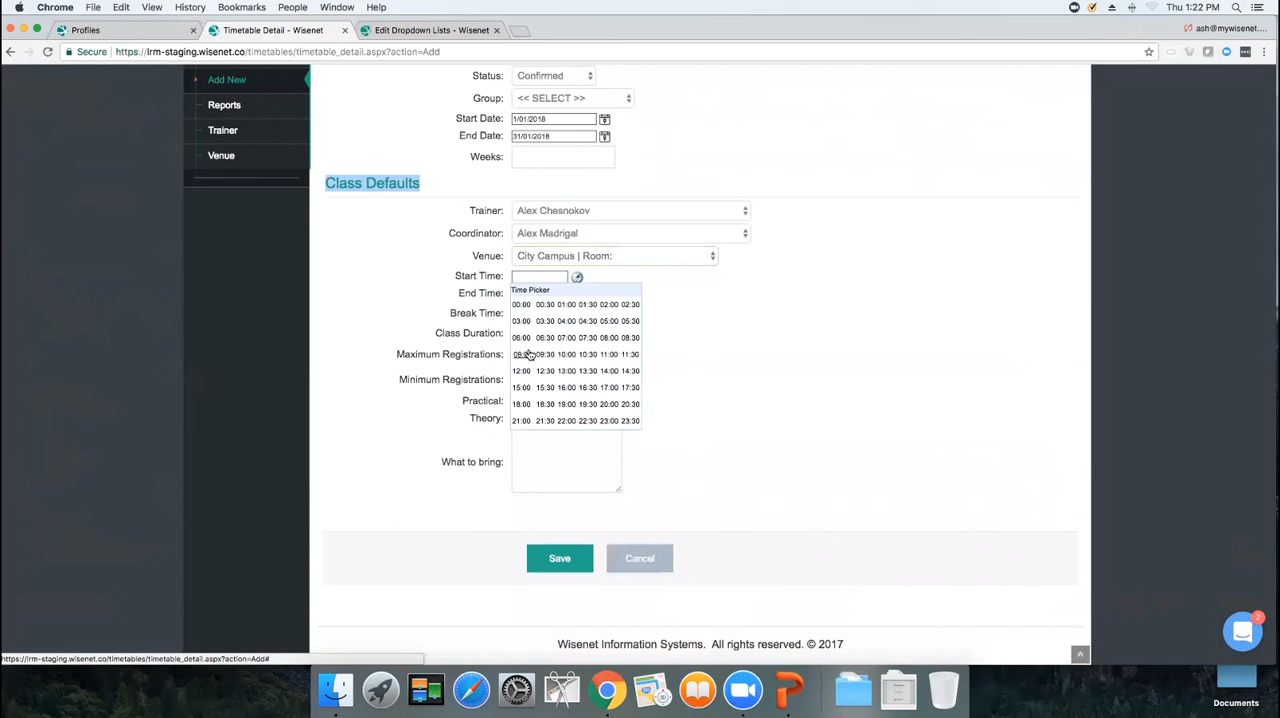 Chrome File Edit View History Bookmarks People Window Help Thu 1:22 PM
Profiles Timetable Detail - Wisenet Edit Dropdown Lists - Wisenet ash@mywisenet....
Secure https://lrm-staging.wisenet.co/timetables/timetable_detail.aspx?action=Add
Status: Confirmed
Add New
Group: << SELECT >>
Reports
Start Date: 1/01/2018
Trainer
End Date: 31/01/2018
Venue
Weeks:
Class Defaults
Trainer: Alex Chesnokov
Coordinator: Alex Madrigal
Venue: City Campus | Room:
Start Time:
End Time:
Time Picker
00:00 00:30 01:00 01:30 02:00 02:30
Break Time:
03:00 03:30 04:00 04:30 05:00 05:30
Class Duration:
06:00 06:30 07:00 07:30 08:00 08:30
Maximum Registrations:
09:30 10:00 10:30 11:00 11:30
12:00 12:30 13:00 13:30 14:00 14:30
Minimum Registrations:
15:00 15:30 16:00 16:30 17:00 17:30
Practical:
18:00 18:30 19:00 19:30 20:00 20:30
Theory:
21:00 21:30 22:00 22:30 23:00 23:30
What to bring:
Save Cancel
2
Wisenet Information Systems. All rights reserved. © 2017
https://lrm-staging.wisenet.co/timetables/timetable_detail.aspx?action=Add#
Documents